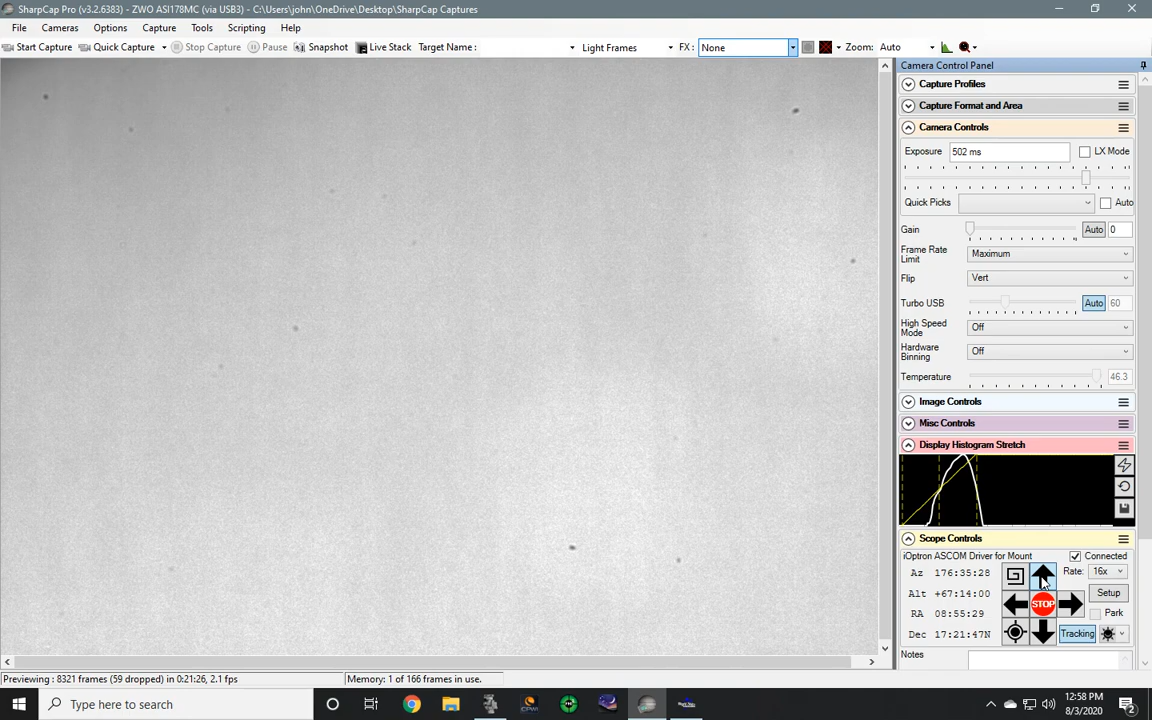 SharpCap Pro (v3.2.6383) - ZWO ASI178MC (via USB3) - C:\Users\john\OneDrive\Desktop\SharpCap Captures
File Cameras Options Capture Tools Scripting Help
Start Capture Quick Capture Stop Capture Pause Snapshot Live Stack Target Name : Light Frames FX : None Zoom: Auto
Camera Control Panel
Capture Profiles
Capture Format and Area
Camera Controls
Exposure 502 ms LX Mode
Quick Picks Auto
Gain Auto 0
Frame Rate
Limit Maximum
Flip Vert
Turbo USB Auto 60
High Speed
Mode Off
Hardware
Binning Off
Temperature 46.3
Image Controls
Misc Controls
Display Histogram Stretch
Scope Controls
iOptron ASCOM Driver for Mount Connected
Az 176:35:28 Rate: 16x
Alt +67:14:00 Setup
RA 08:55:29 STOP Park
Dec 17:21:47N Tracking
Notes
Previewing : 8321 frames (59 dropped) in 0:21:26, 2.1 fps Memory: 1 of 166 frames in use.
Type here to search
12:58 PM
8/3/2020
2